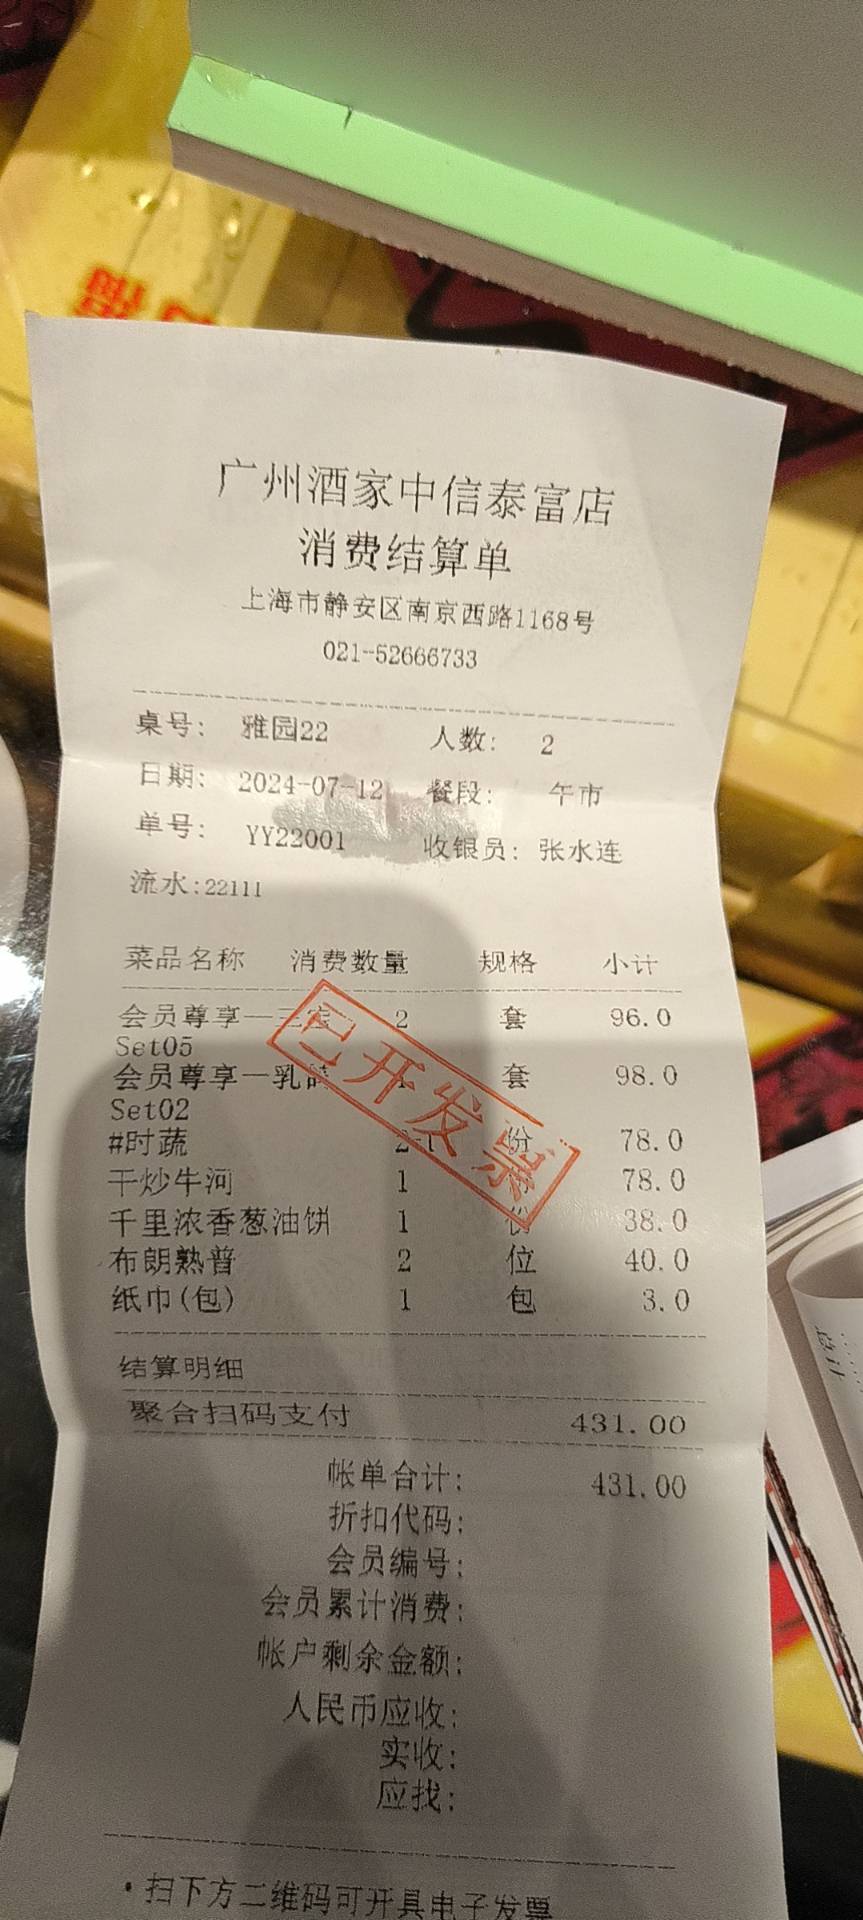 广州酒家中信泰富店
消费结算单
上海市静安区南京西路1168号
021-52666733
桌号: 雅园22 人数: 2
日期: 2024-07-12 餐段: 午市
单号: YY22001 收银员: 张水连
流水:22111
菜品名称 消费数量 规格 小计
会员尊享一三 2 套 96.0
Set05
会员尊享一乳鸽 套 98.0
Set02
#时蔬 2-1 份 78.0
干炒牛河 1 78.0
千里浓香葱油饼 1 份 38.0
布朗熟普 2 位 40.0
纸巾(包) 1 包 3.0
已开发票
结算明细
聚合扫码支付 431.00
帐单合计: 431.00
折扣代码:
会员编号:
会员累计消费:
帐户剩余金额:
人民币应收:
实收:
应找:
·扫下方二维码可开具电子发票